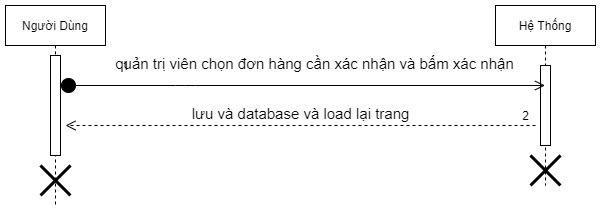 Người Dùng
Hệ Thống
1
quản trị viên chọn đơn hàng cần xác nhận và bấm xác nhận
lưu và database và load lại trang
2